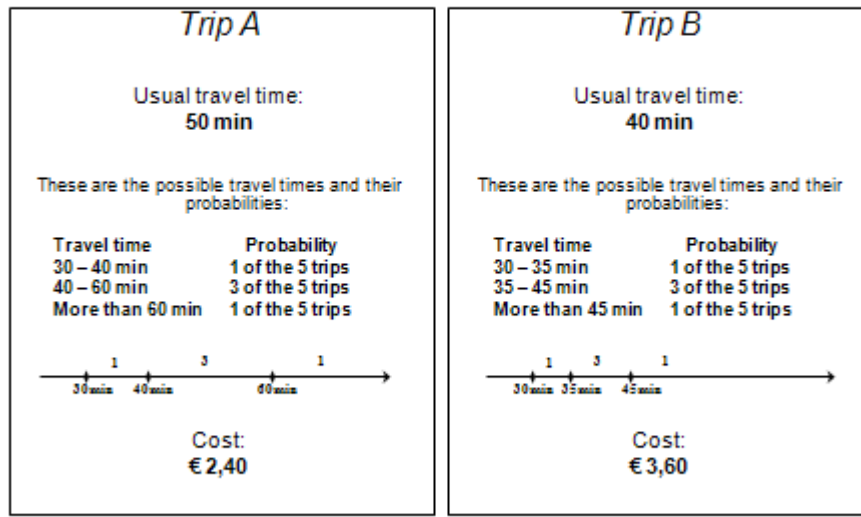 Trip A
Usual travel time:
50 min
These are the possible travel times and their
probabilities:
Travel time Probability
30 – 40 min 1 of the 5 trips
40 – 60 min 3 of the 5 trips
More than 60 min 1 of the 5 trips
1 3 1
30min 40min 60min
Cost:
€ 2,40
Trip B
Usual travel time:
40 min
These are the possible travel times and their
probabilities:
Travel time Probability
30 – 35 min 1 of the 5 trips
35 – 45 min 3 of the 5 trips
More than 45 min 1 of the 5 trips
1 3 1
30min 35min 45min
Cost:
€ 3,60